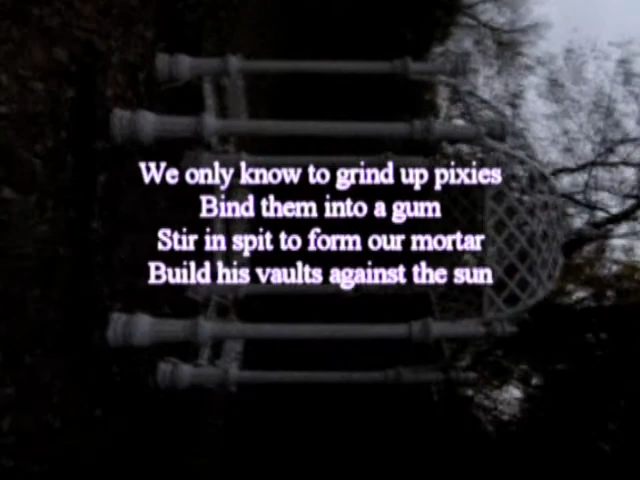 We only know to grind up pixies
Bind them into a gum
Stir in spit to form our mortar
Build his vaults against the sun